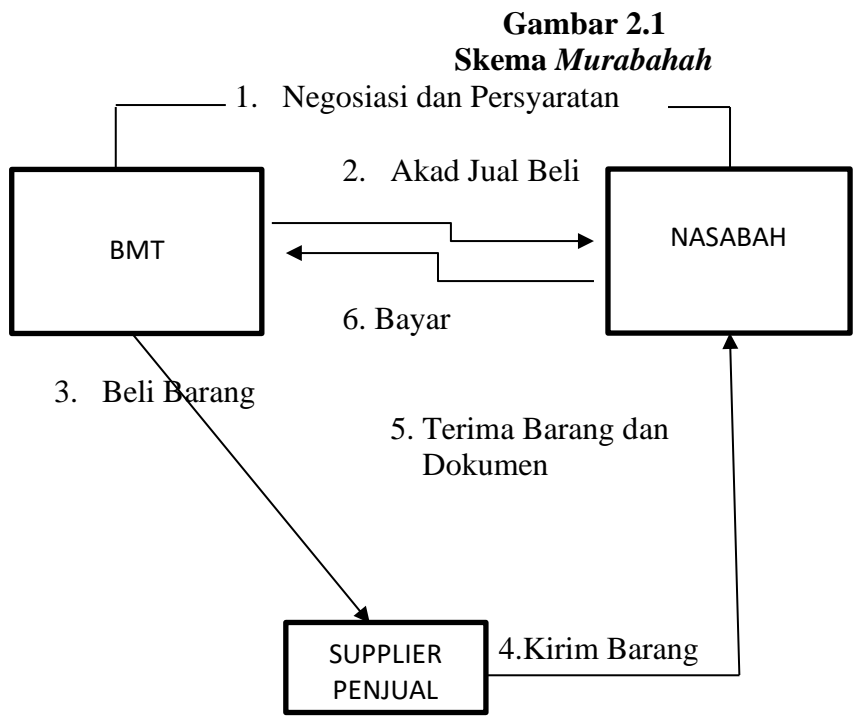 Gambar 2.1
Skema Murabahah
1. Negosiasi dan Persyaratan
2. Akad Jual Beli
BMT
NASABAH
6. Bayar
3. Beli Barang
5. Terima Barang dan
Dokumen
SUPPLIER
PENJUAL
4.Kirim Barang